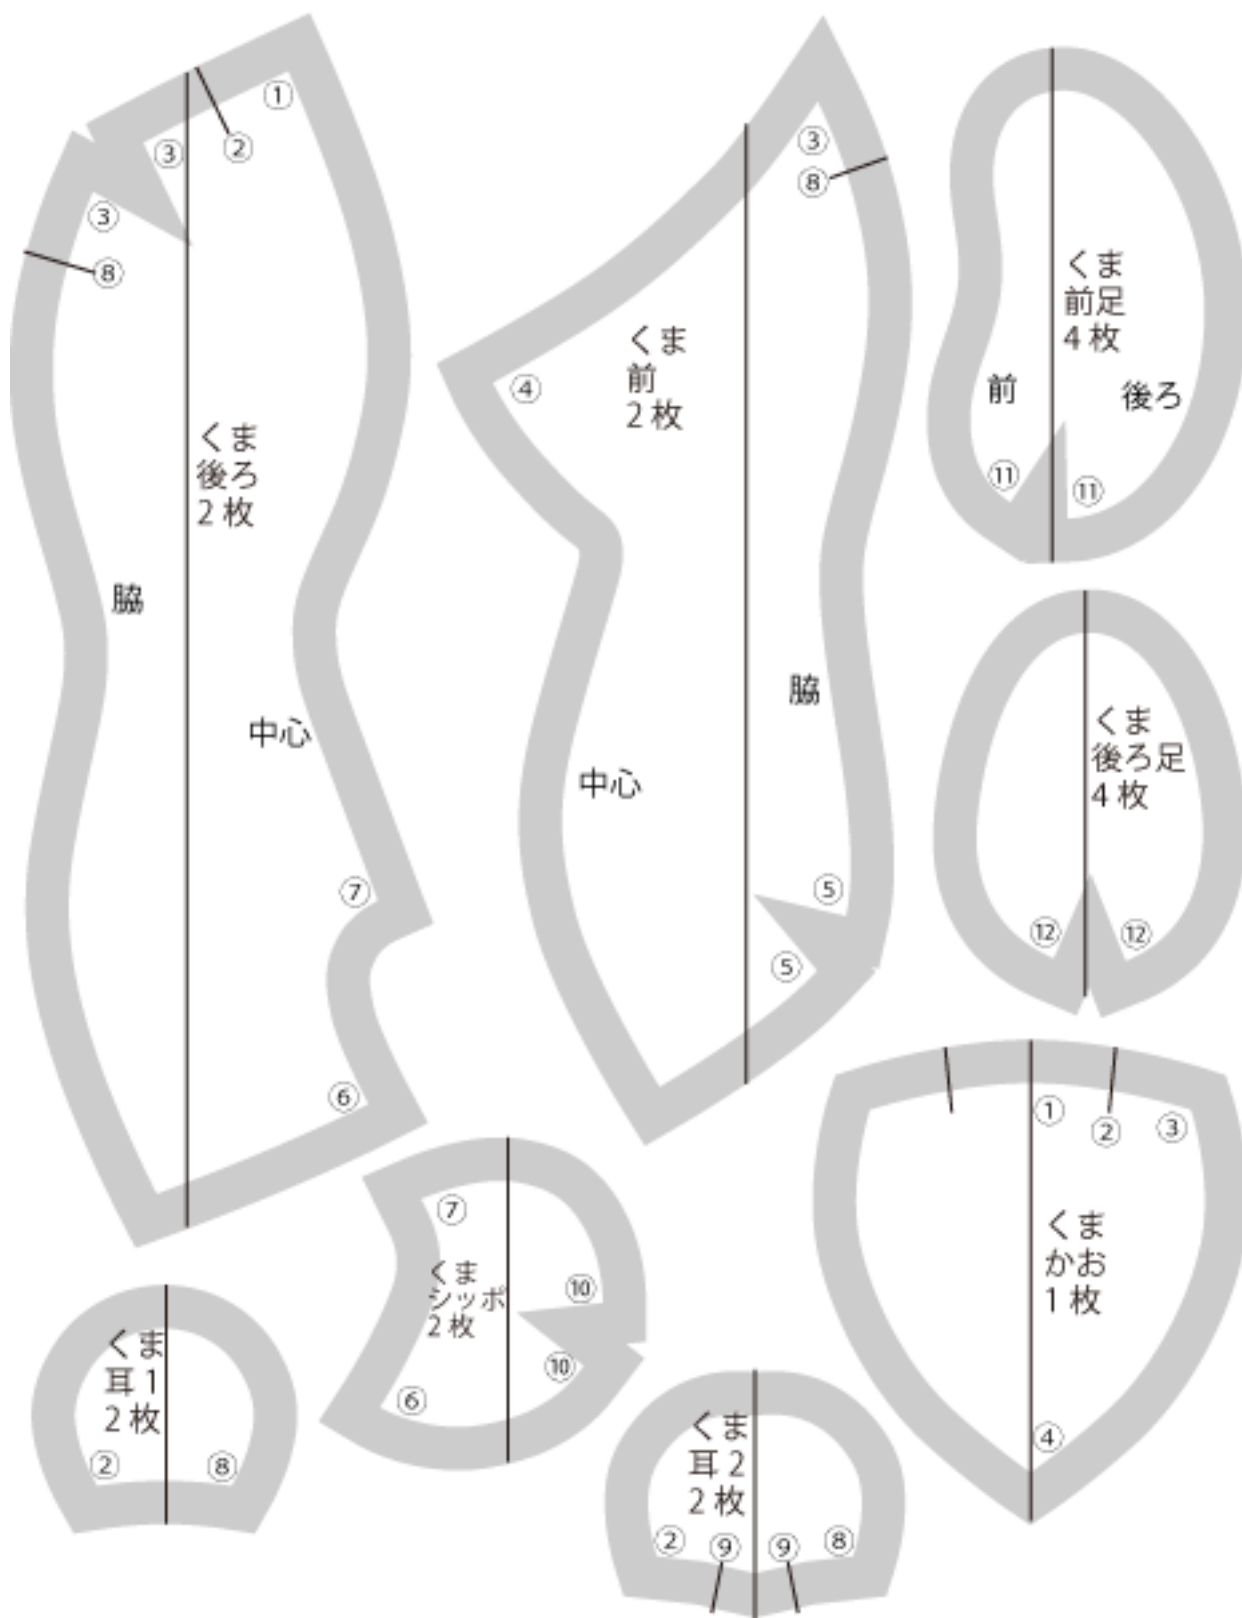 ①
②
③
③
⑧
くま
後ろ
2枚
脇
中心
⑦
⑥
③
⑧
④
くま
前
2枚
脇
中心
⑤
⑤
くま
前足
4枚
前
後ろ
⑪
⑪
くま
後ろ足
4枚
⑫
⑫
①
②
③
くま
かお
1枚
④
⑦
くま
シッポ
2枚
⑩
⑩
⑥
くま
耳1
2枚
②
⑧
くま
耳2
2枚
②
⑨
⑨
⑧